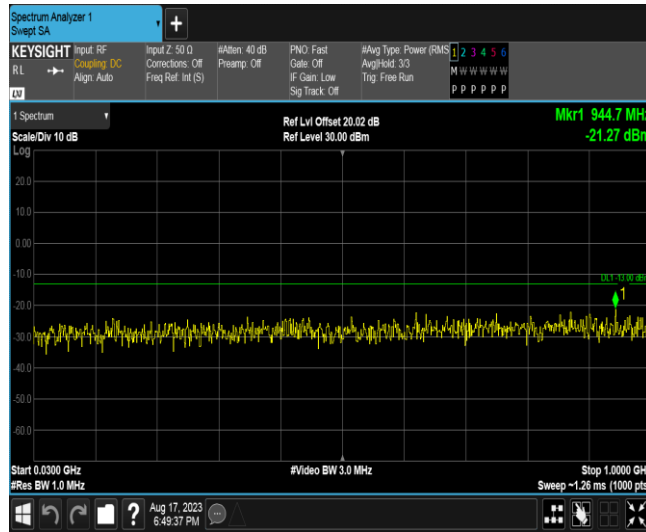 Spectrum Analyzer 1
Swept SA
KEYSIGHT
RL
LXI
Input: RF
Coupling: DC
Align: Auto
Input Z: 50 Ω
Corrections: Off
Freq Ref: Int (S)
#Atten: 40 dB
Preamp: Off
PNO: Fast
Gate: Off
IF Gain: Low
Sig Track: Off
#Avg Type: Power (RMS
Avg|Hold: 3/3
Trig: Free Run
1 2 3 4 5 6
M W W W W W
P P P P P P
1 Spectrum
Scale/Div 10 dB
Ref Lvl Offset 20.02 dB
Ref Level 30.00 dBm
Mkr1 944.7 MHz
-21.27 dBm
Log
20.0
10.0
0.00
-10.0
DL1 -13.00 dBm
1
-20.0
-30.0
-40.0
-50.0
-60.0
Start 0.0300 GHz
#Res BW 1.0 MHz
#Video BW 3.0 MHz
Stop 1.0000 GH
Sweep ~1.26 ms (1000 pts
?
Aug 17, 2023
6:49:37 PM